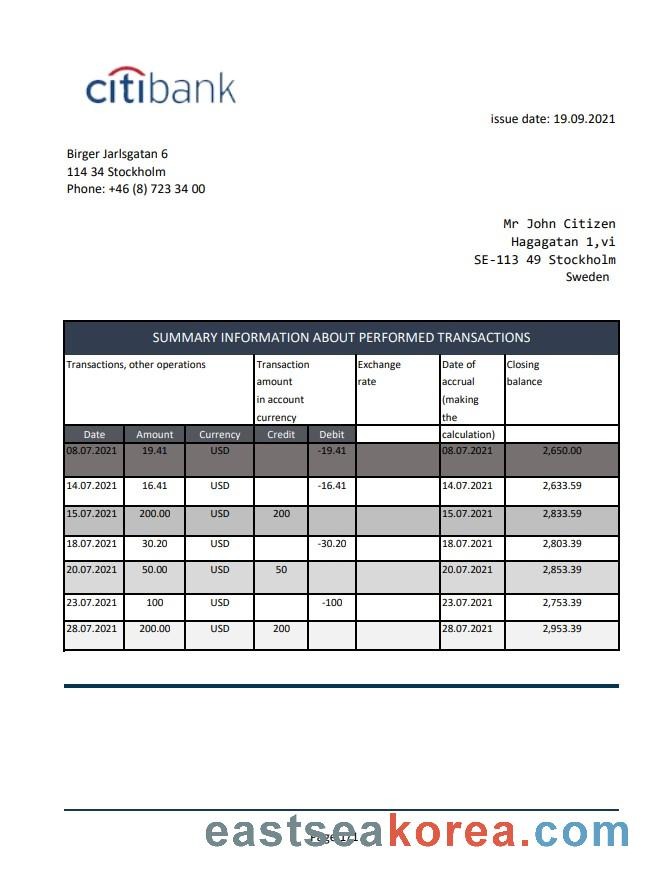 citibank
issue date: 19.09.2021
Birger Jarlsgatan 6
114 34 Stockholm
Phone: +46 (8) 723 34 00
Mr John Citizen
Hagagatan 1,vi
SE-113 49 Stockholm
Sweden
SUMMARY INFORMATION ABOUT PERFORMED TRANSACTIONS
Transactions, other operations
Transaction
amount
in account
currency
Exchange
rate
Date of
accrual
(making
the
calculation)
Closing
balance
Date Amount Currency Credit Debit
08.07.2021 19.41 USD -19.41 08.07.2021 2,650.00
14.07.2021 16.41 USD -16.41 14.07.2021 2,633.59
15.07.2021 200.00 USD 200 15.07.2021 2,833.59
18.07.2021 30.20 USD -30.20 18.07.2021 2,803.39
20.07.2021 50.00 USD 50 20.07.2021 2,853.39
23.07.2021 100 USD -100 23.07.2021 2,753.39
28.07.2021 200.00 USD 200 28.07.2021 2,953.39
eastseakorea.com
Page 1/1